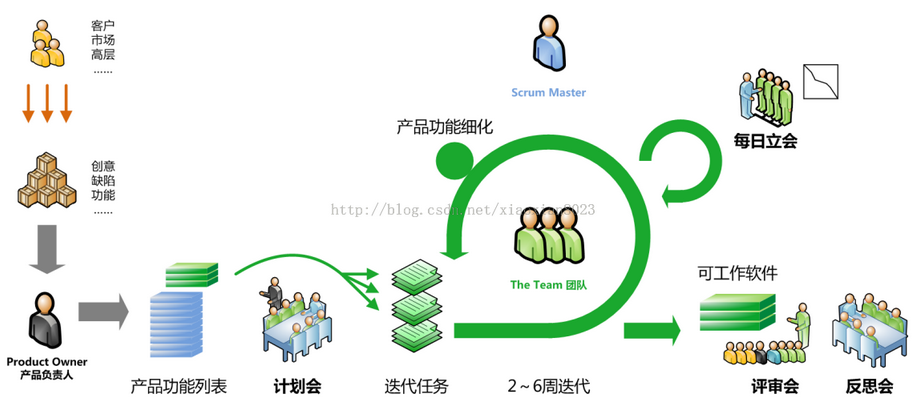 客户
市场
高层
……
创意
缺陷
功能
……
Product Owner
产品负责人
产品功能列表
计划会
迭代任务
产品功能细化
Scrum Master
The Team 团队
2～6周迭代
每日立会
可工作软件
评审会
反思会